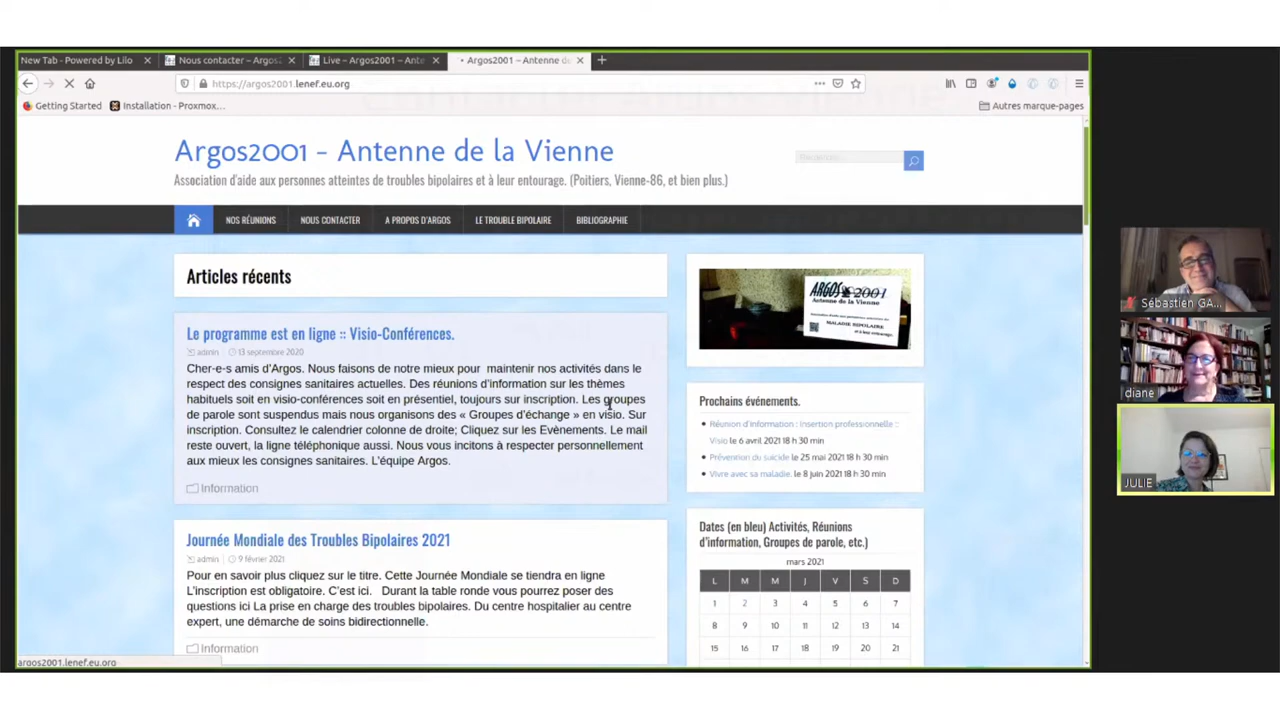 New Tab - Powered by Lilo
Nous contacter – Argos2
Live – Argos2001 – Ante
Argos2001 – Antenne de
https://argos2001.lenef.eu.org
Getting Started
Installation - Proxmox...
Autres marque-pages
Argos2001 – Antenne de la Vienne
Association d'aide aux personnes atteintes de troubles bipolaires et à leur entourage. (Poitiers, Vienne-86, et bien plus.)
NOS RÉUNIONS
NOUS CONTACTER
A PROPOS D'ARGOS
LE TROUBLE BIPOLAIRE
BIBLIOGRAPHIE
Articles récents
Le programme est en ligne :: Visio-Conférences.
admin 13 septembre 2020
Cher-e-s amis d'Argos. Nous faisons de notre mieux pour maintenir nos activités dans le
respect des consignes sanitaires actuelles. Des réunions d'information sur les thèmes
habituels soit en visio-conférences soit en présentiel, toujours sur inscription. Les groupes
de parole sont suspendus mais nous organisons des « Groupes d'échange » en visio. Sur
inscription. Consultez le calendrier colonne de droite; Cliquez sur les Evènements. Le mail
reste ouvert, la ligne téléphonique aussi. Nous vous incitons à respecter personnellement
aux mieux les consignes sanitaires. L'équipe Argos.
Information
Journée Mondiale des Troubles Bipolaires 2021
admin 9 février 2021
Pour en savoir plus cliquez sur le titre. Cette Journée Mondiale se tiendra en ligne
L'inscription est obligatoire. C'est ici. Durant la table ronde vous pourrez poser des
questions ici La prise en charge des troubles bipolaires. Du centre hospitalier au centre
expert, une démarche de soins bidirectionnelle.
Information
argos2001.lenef.eu.org
ARGOS 2001
Antenne de la Vienne
MALADIE BIPOLAIRE
Prochains événements.
Réunion d'Information : Insertion professionnelle ::
Visio le 6 avril 2021 18 h 30 min
Prévention du suicide le 25 mai 2021 18 h 30 min
Vivre avec sa maladie. le 8 juin 2021 18 h 30 min
Dates (en bleu) Activités, Réunions
d'information, Groupes de parole, etc.)
mars 2021
L M M J V S D
1 2 3 4 5 6 7
8 9 10 11 12 13 14
15 16 17 18 19 20 21
Sébastien GA...
diane
JULIE